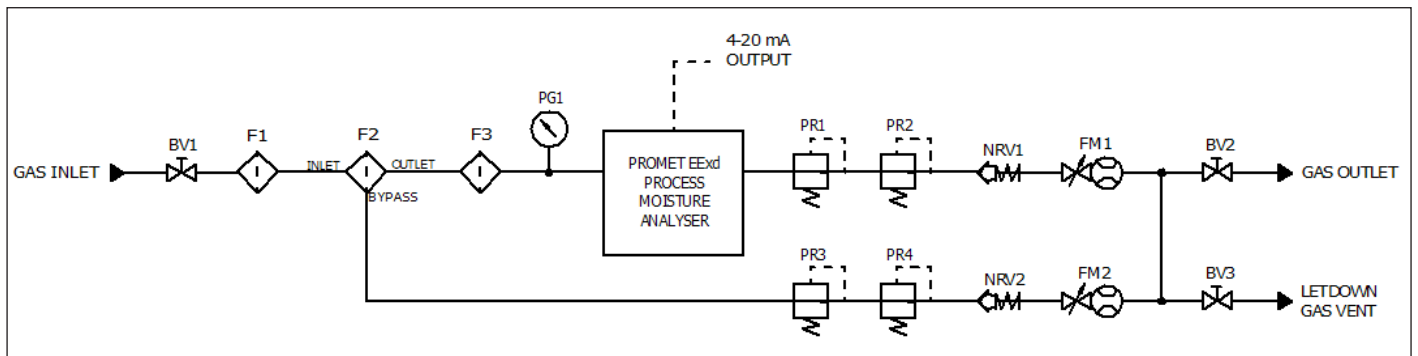 4-20 mA
OUTPUT
PG1
BV1
F1
F2
F3
PR1
PR2
NRV1
FM1
BV2
GAS INLET
INLET
OUTLET
BYPASS
PROMET EExd
PROCESS
MOISTURE
ANALYSER
GAS OUTLET
PR3
PR4
NRV2
FM2
BV3
LETDOWN
GAS VENT